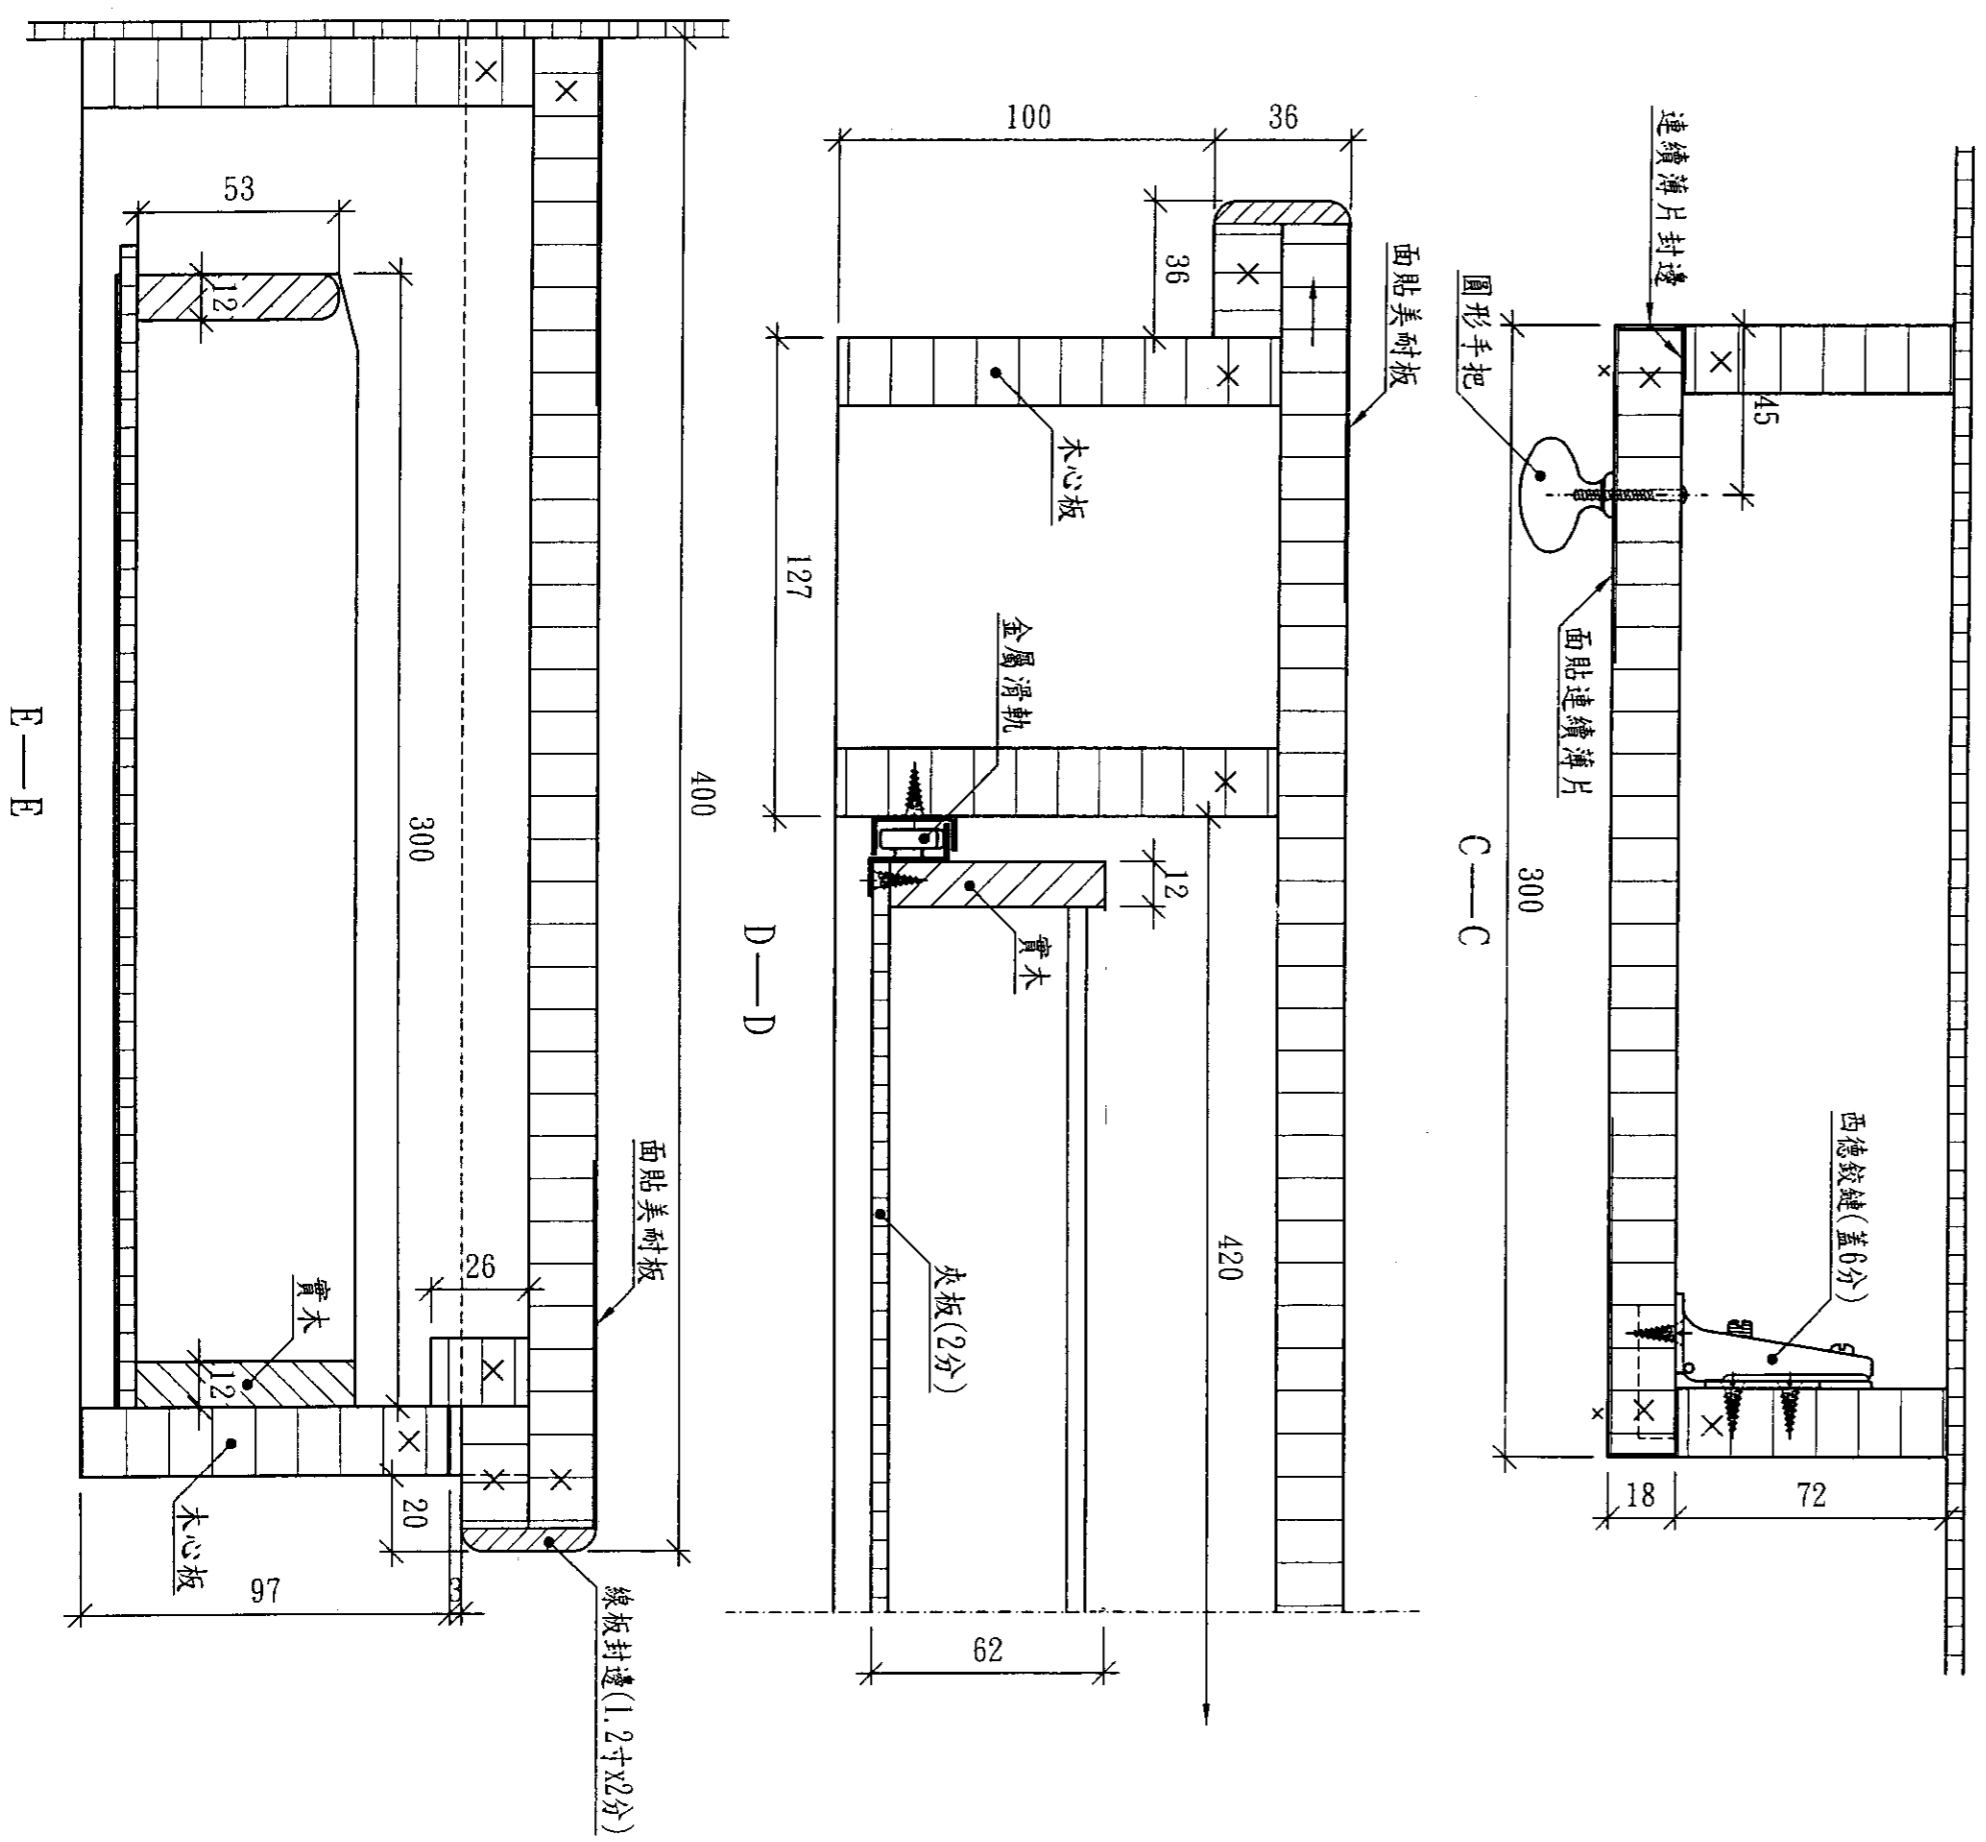 連續薄片封邊
圓形手把
45
面貼連續薄片
C—C
300
西德鉸鏈(蓋6分)
18
72
100
36
36
面貼美耐板
木心板
127
金屬滑軌
12
實木
D—D
420
夾板(2分)
62
53
12
400
300
E—E
面貼美耐板
26
實木
12
20
木心板
97
3
線板封邊(1.2寸x2分)